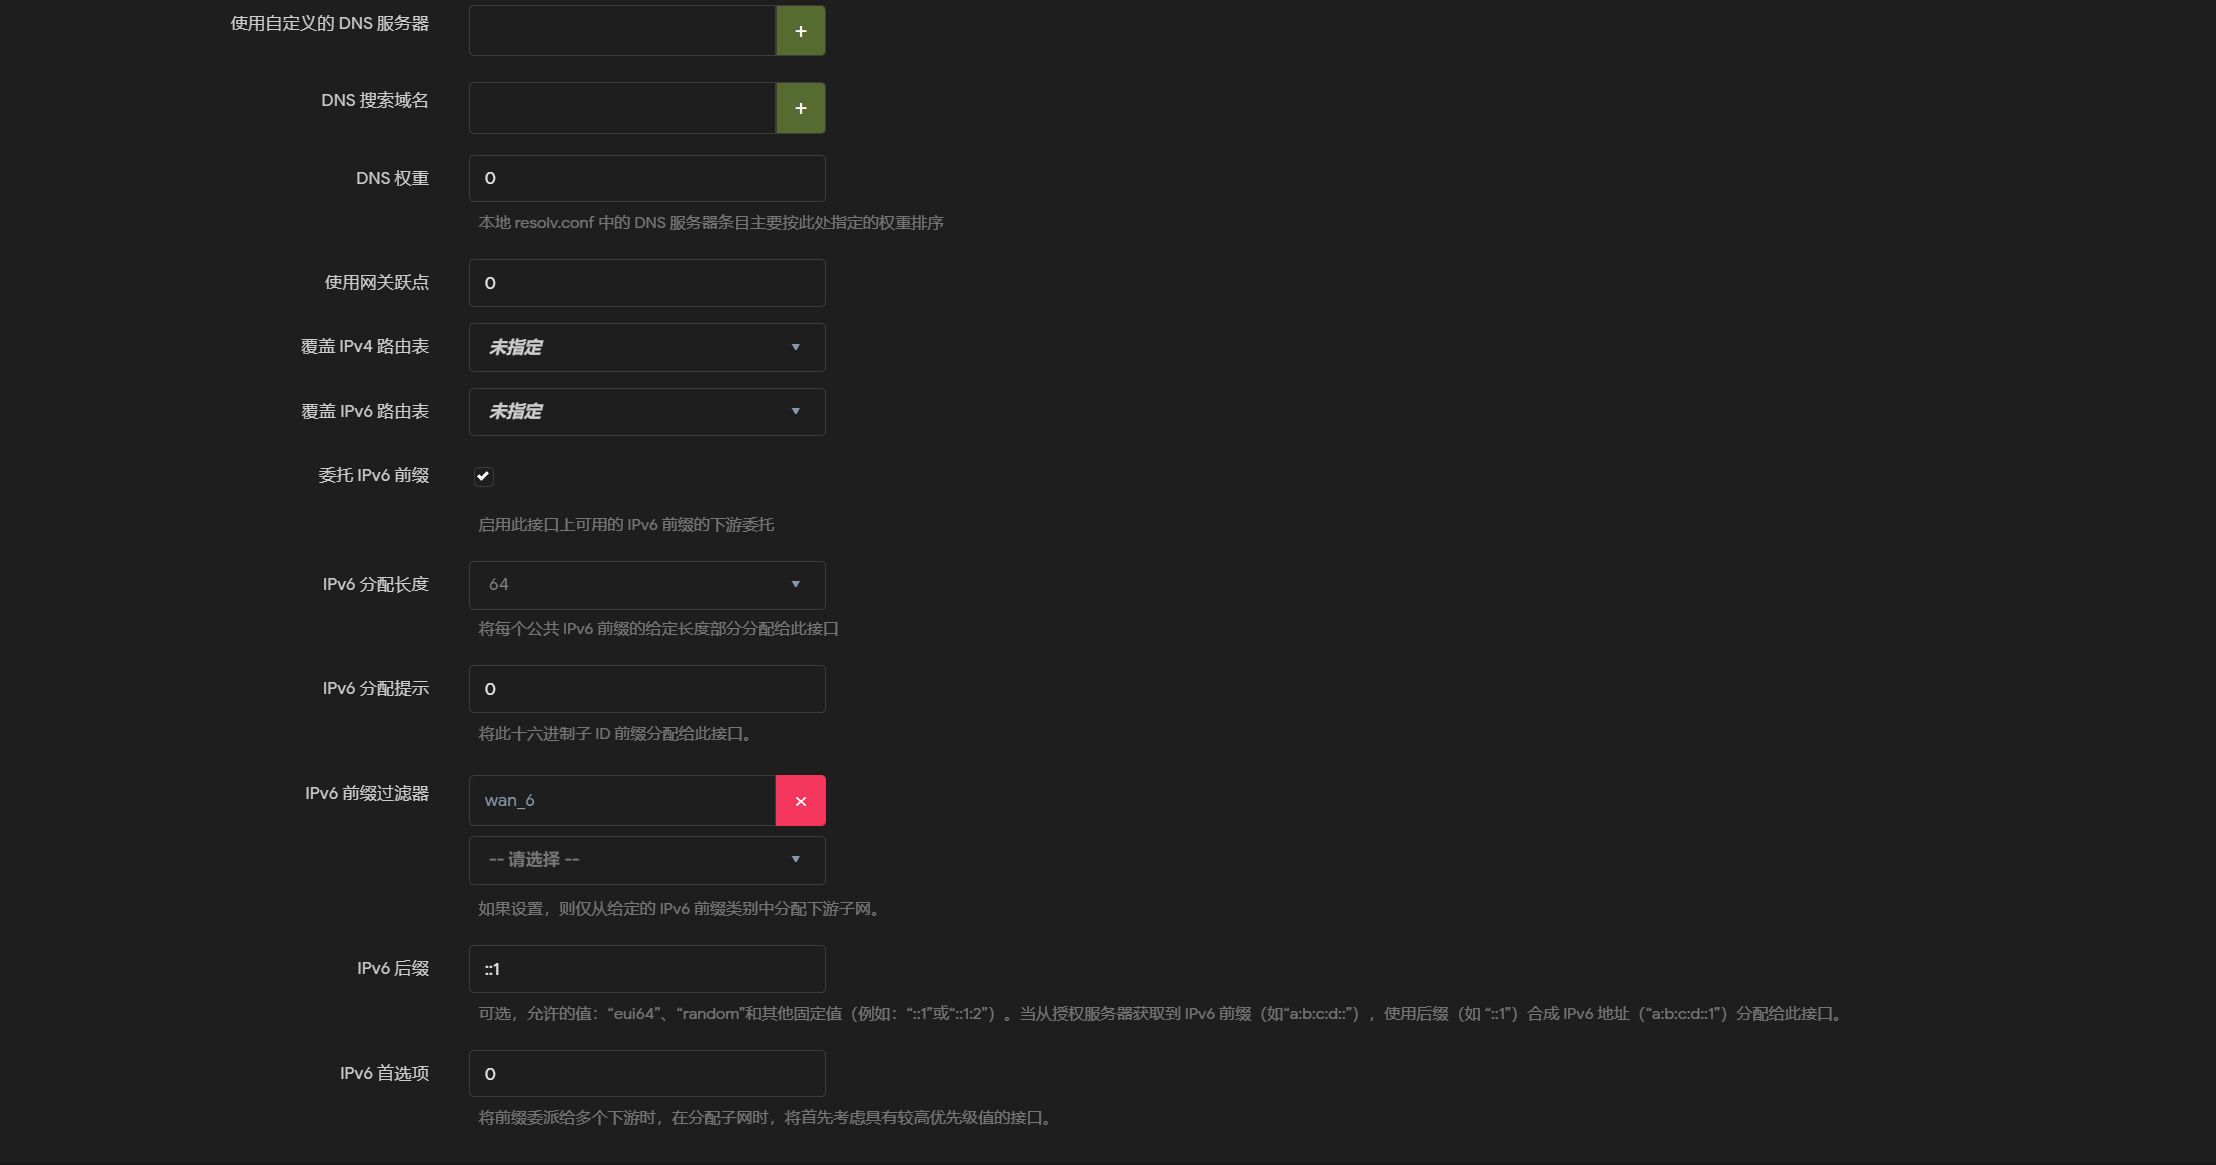 使用自定义的 DNS 服务器
+
DNS 搜索域名
+
DNS 权重
0
本地 resolv.conf 中的 DNS 服务器条目主要按此处指定的权重排序
使用网关跃点
0
覆盖 IPv4 路由表
未指定
覆盖 IPv6 路由表
未指定
委托 IPv6 前缀
启用此接口上可用的 IPv6 前缀的下游委托
IPv6 分配长度
64
将每个公共 IPv6 前缀的给定长度部分分配给此接口
IPv6 分配提示
0
将此十六进制子 ID 前缀分配给此接口。
IPv6 前缀过滤器
wan_6
×
-- 请选择 --
如果设置，则仅从给定的 IPv6 前缀类别中分配下游子网。
IPv6 后缀
::1
可选，允许的值：“eui64”、“random”和其他固定值（例如：“::1”或“::1:2”）。当从授权服务器获取到 IPv6 前缀（如“a:b:c:d::”），使用后缀（如 “::1”）合成 IPv6 地址（“a:b:c:d::1”）分配给此接口。
IPv6 首选项
0
将前缀委派给多个下游时，在分配子网时，将首先考虑具有较高优先级值的接口。